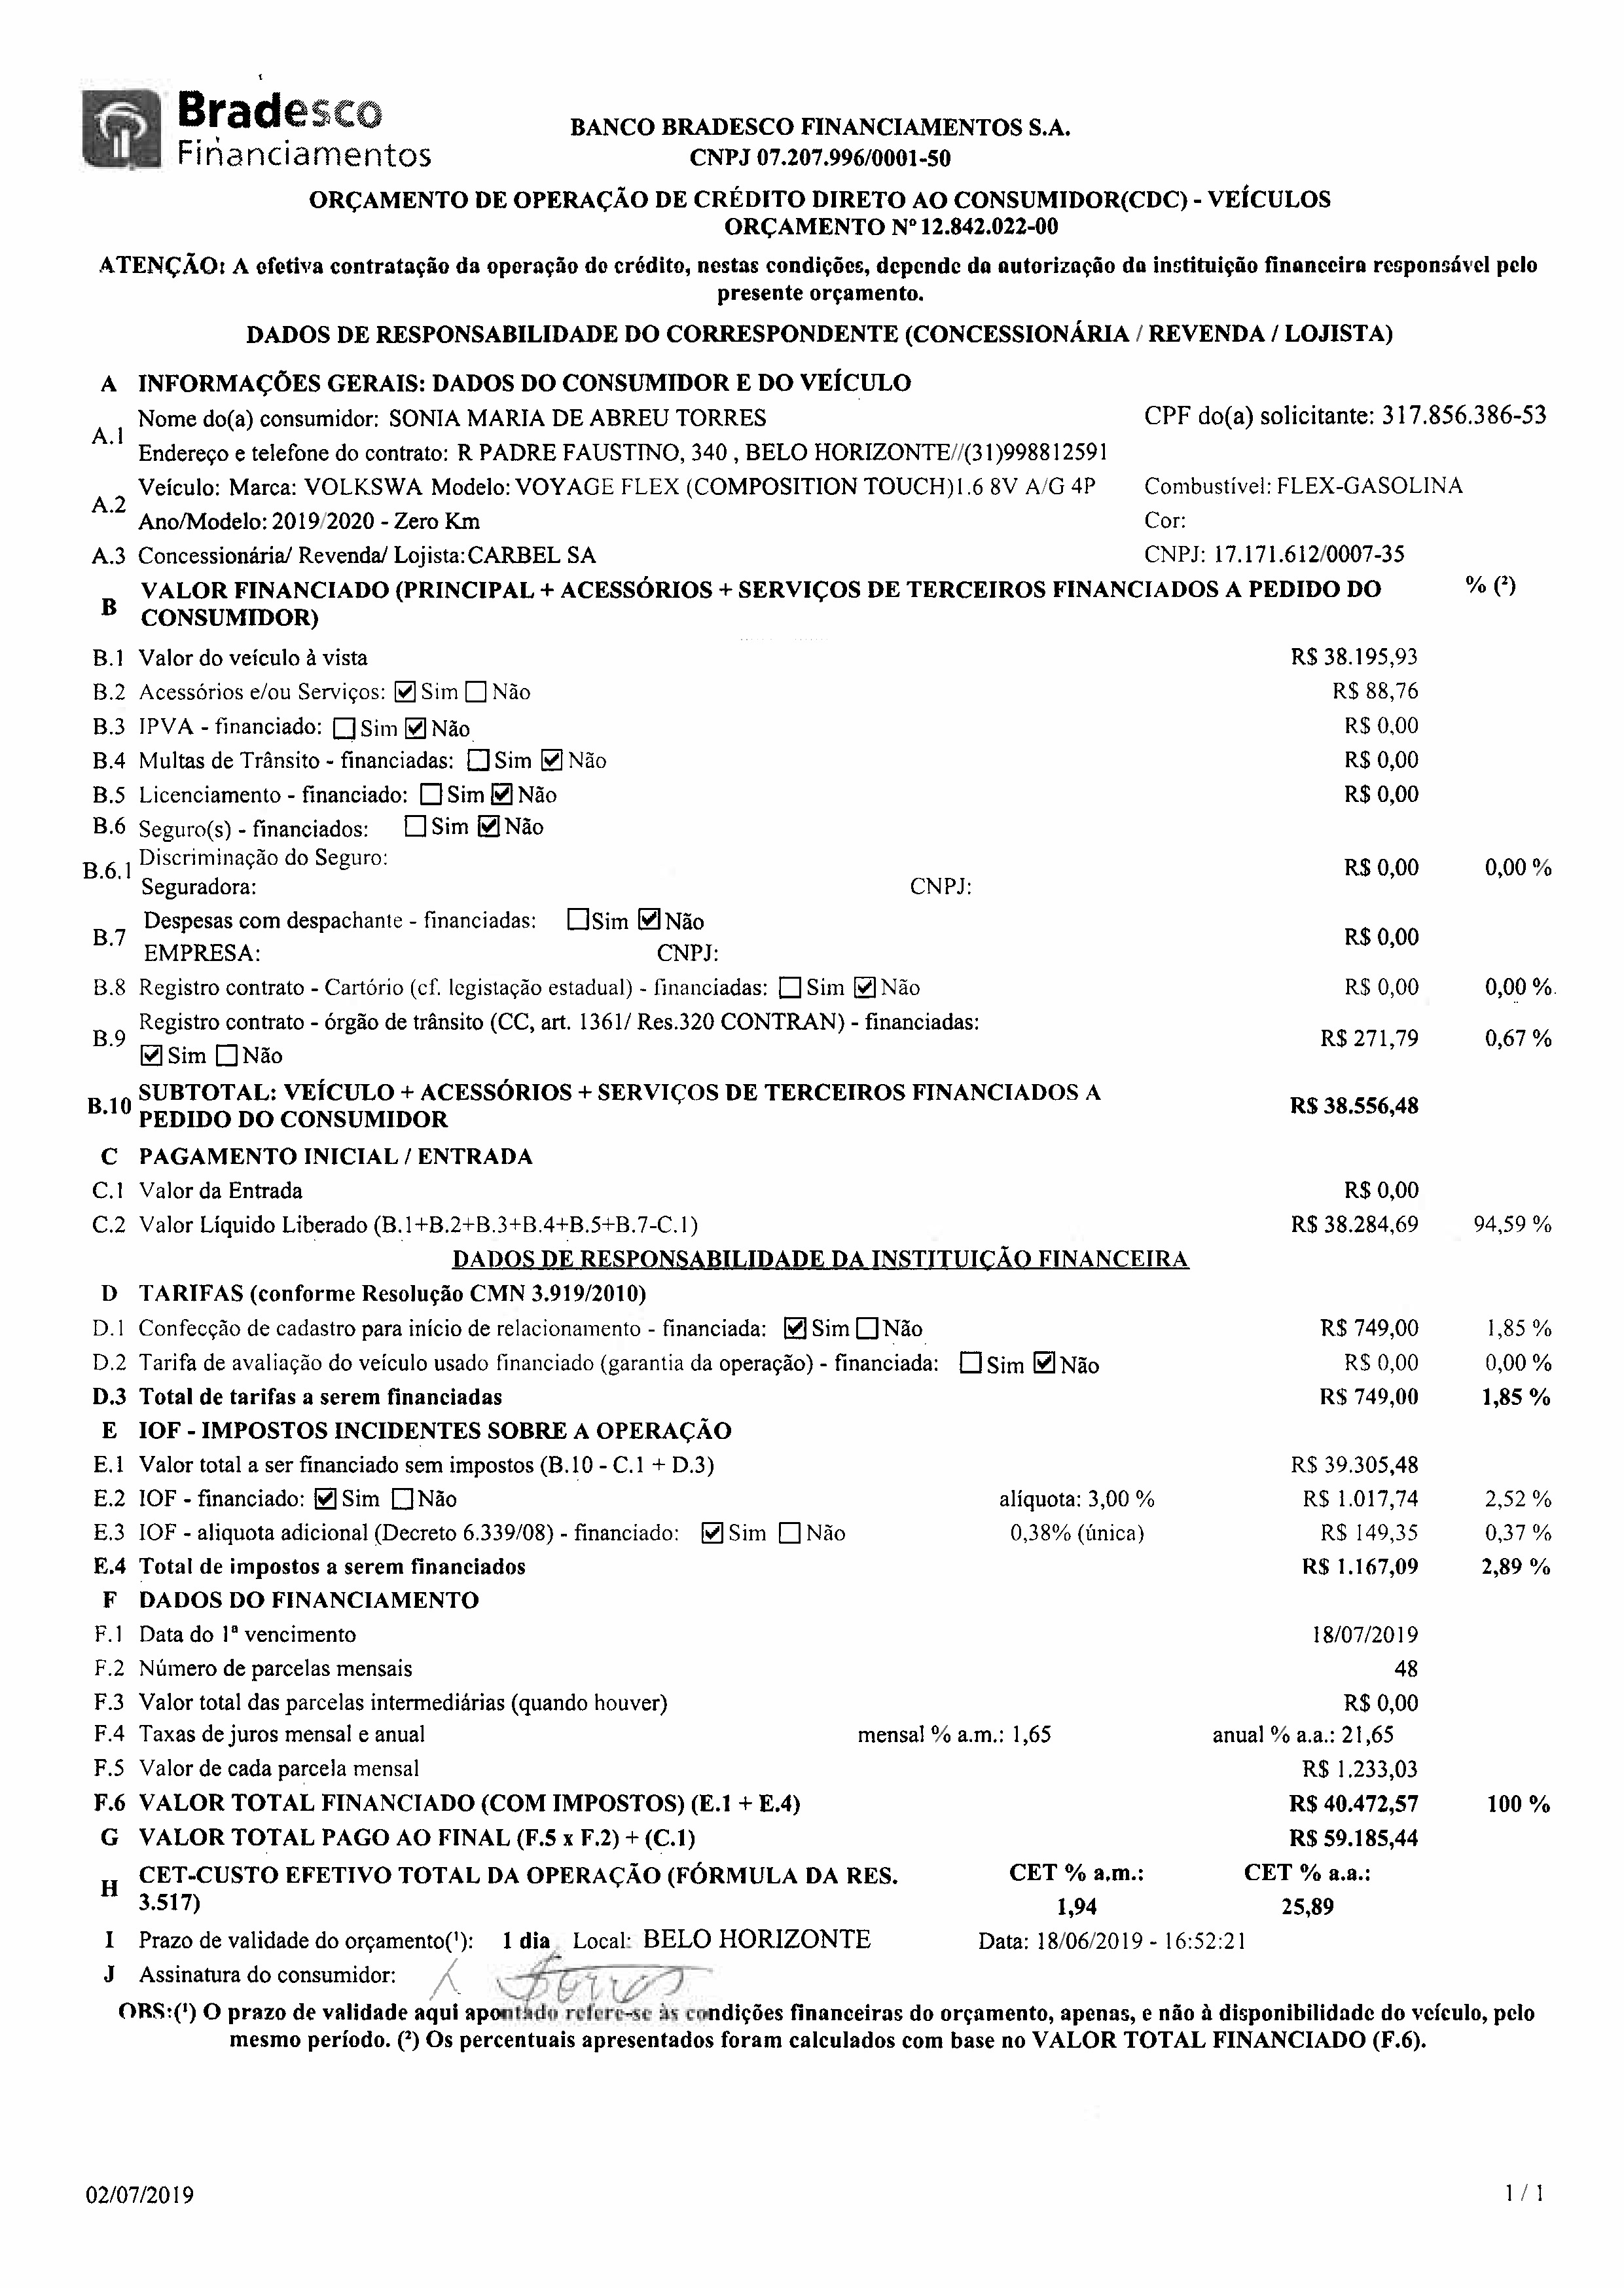 Bradesco
Financiamentos
BANCO BRADESCO FINANCIAMENTOS S.A.
CNPJ 07.207.996/0001-50
ORÇAMENTO DE OPERAÇÃO DE CRÉDITO DIRETO AO CONSUMIDOR(CDC) - VEÍCULOS
ORÇAMENTO Nº 12.842.022-00
ATENÇÃO: A efetiva contratação da operação de crédito, nestas condições, depende da autorização da instituição financeira responsável pelo
presente orçamento.
DADOS DE RESPONSABILIDADE DO CORRESPONDENTE (CONCESSIONÁRIA / REVENDA / LOJISTA)
A INFORMAÇÕES GERAIS: DADOS DO CONSUMIDOR E DO VEÍCULO
A.1 Nome do(a) consumidor: SONIA MARIA DE ABREU TORRES CPF do(a) solicitante: 317.856.386-53
Endereço e telefone do contrato: R PADRE FAUSTINO, 340 , BELO HORIZONTE//(31)998812591
A.2 Veículo: Marca: VOLKSWA Modelo: VOYAGE FLEX (COMPOSITION TOUCH)1.6 8V A/G 4P Combustível: FLEX-GASOLINA
Ano/Modelo: 2019/2020 - Zero Km Cor:
A.3 Concessionária/ Revenda/ Lojista: CARBEL SA CNPJ: 17.171.612/0007-35
B VALOR FINANCIADO (PRINCIPAL + ACESSÓRIOS + SERVIÇOS DE TERCEIROS FINANCIADOS A PEDIDO DO % (²)
CONSUMIDOR)
B.1 Valor do veículo à vista R$ 38.195,93
B.2 Acessórios e/ou Serviços: ☑ Sim ☐ Não R$ 88,76
B.3 IPVA - financiado: ☐ Sim ☑ Não R$ 0,00
B.4 Multas de Trânsito - financiadas: ☐ Sim ☑ Não R$ 0,00
B.5 Licenciamento - financiado: ☐ Sim ☑ Não R$ 0,00
B.6 Seguro(s) - financiados: ☐ Sim ☑ Não
B.6.1 Discriminação do Seguro: R$ 0,00 0,00 %
Seguradora: CNPJ:
B.7 Despesas com despachante - financiadas: ☐ Sim ☑ Não R$ 0,00
EMPRESA: CNPJ:
B.8 Registro contrato - Cartório (cf. legistação estadual) - financiadas: ☐ Sim ☑ Não R$ 0,00 0,00 %
B.9 Registro contrato - órgão de trânsito (CC, art. 1361/ Res.320 CONTRAN) - financiadas: R$ 271,79 0,67 %
☑ Sim ☐ Não
B.10 SUBTOTAL: VEÍCULO + ACESSÓRIOS + SERVIÇOS DE TERCEIROS FINANCIADOS A R$ 38.556,48
PEDIDO DO CONSUMIDOR
C PAGAMENTO INICIAL / ENTRADA
C.1 Valor da Entrada R$ 0,00
C.2 Valor Líquido Liberado (B.1+B.2+B.3+B.4+B.5+B.7-C.1) R$ 38.284,69 94,59 %
DADOS DE RESPONSABILIDADE DA INSTITUIÇÃO FINANCEIRA
D TARIFAS (conforme Resolução CMN 3.919/2010)
D.1 Confecção de cadastro para início de relacionamento - financiada: ☑ Sim ☐ Não R$ 749,00 1,85 %
D.2 Tarifa de avaliação do veículo usado financiado (garantia da operação) - financiada: ☐ Sim ☑ Não R$ 0,00 0,00 %
D.3 Total de tarifas a serem financiadas R$ 749,00 1,85 %
E IOF - IMPOSTOS INCIDENTES SOBRE A OPERAÇÃO
E.1 Valor total a ser financiado sem impostos (B.10 - C.1 + D.3) R$ 39.305,48
E.2 IOF - financiado: ☑ Sim ☐ Não alíquota: 3,00 % R$ 1.017,74 2,52 %
E.3 IOF - aliquota adicional (Decreto 6.339/08) - financiado: ☑ Sim ☐ Não 0,38% (única) R$ 149,35 0,37 %
E.4 Total de impostos a serem financiados R$ 1.167,09 2,89 %
F DADOS DO FINANCIAMENTO
F.1 Data do 1ª vencimento 18/07/2019
F.2 Número de parcelas mensais 48
F.3 Valor total das parcelas intermediárias (quando houver) R$ 0,00
F.4 Taxas de juros mensal e anual mensal % a.m.: 1,65 anual % a.a.: 21,65
F.5 Valor de cada parcela mensal R$ 1.233,03
F.6 VALOR TOTAL FINANCIADO (COM IMPOSTOS) (E.1 + E.4) R$ 40.472,57 100 %
G VALOR TOTAL PAGO AO FINAL (F.5 x F.2) + (C.1) R$ 59.185,44
H CET-CUSTO EFETIVO TOTAL DA OPERAÇÃO (FÓRMULA DA RES. CET % a.m.: CET % a.a.:
3.517) 1,94 25,89
I Prazo de validade do orçamento(¹): 1 dia Local: BELO HORIZONTE Data: 18/06/2019 - 16:52:21
J Assinatura do consumidor:
OBS:(¹) O prazo de validade aqui apontado refere-se às condições financeiras do orçamento, apenas, e não à disponibilidade do veículo, pelo
mesmo período. (²) Os percentuais apresentados foram calculados com base no VALOR TOTAL FINANCIADO (F.6).
02/07/2019 1 / 1